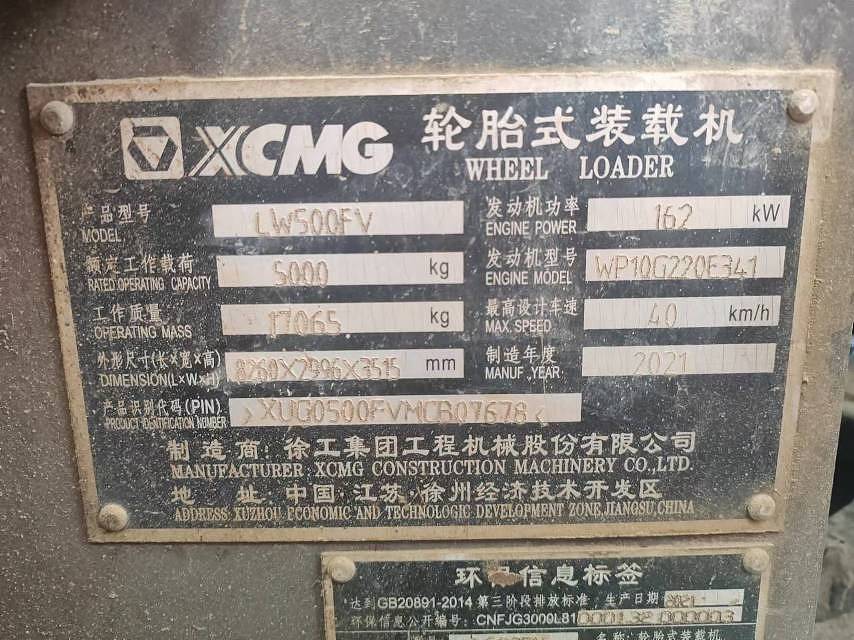 XCMG 轮胎式装载机
WHEEL LOADER
产品型号 LW500FV 发动机功率 162 kW
MODEL ENGINE POWER
额定工作载荷 5000 kg 发动机型号 WP10G220E341
RATED OPERATING CAPACITY ENGINE MODEL
工作质量 17065 kg 最高设计车速 40 km/h
OPERATING MASS MAX. SPEED
外形尺寸(长×宽×高) 8260X2996X3515 mm 制造年度 2021
DIMENSION(L×W×H) MANUF.YEAR
产品识别代码(PIN) >XUG0500FVMCB07678<
PRODUCT IDENTIFICATION NUMBER
制造商: 徐工集团工程机械股份有限公司
MANUFACTURER: XCMG CONSTRUCTION MACHINERY CO.,LTD.
地 址: 中国·江苏·徐州经济技术开发区
ADDRESS: XUZHOU ECONOMIC AND TECHNOLOGIC DEVELOPMENT ZONE,JIANGSU,CHINA
环保信息标签
达到GB20891-2014 第三阶段排放标准, 生产日期 2021
环保信息公开编号: CNFJG3000L81
名称: 轮胎式装载机